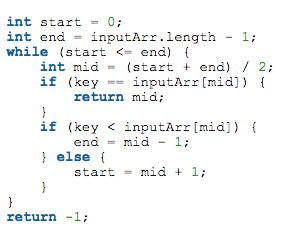 int start = 0;
int end = inputArr.length - 1;
while (start <= end) {
    int mid = (start + end) / 2;
    if (key == inputArr[mid]) {
        return mid;
    }
    if (key < inputArr[mid]) {
        end = mid - 1;
    } else {
        start = mid + 1;
    }
}
return -1;